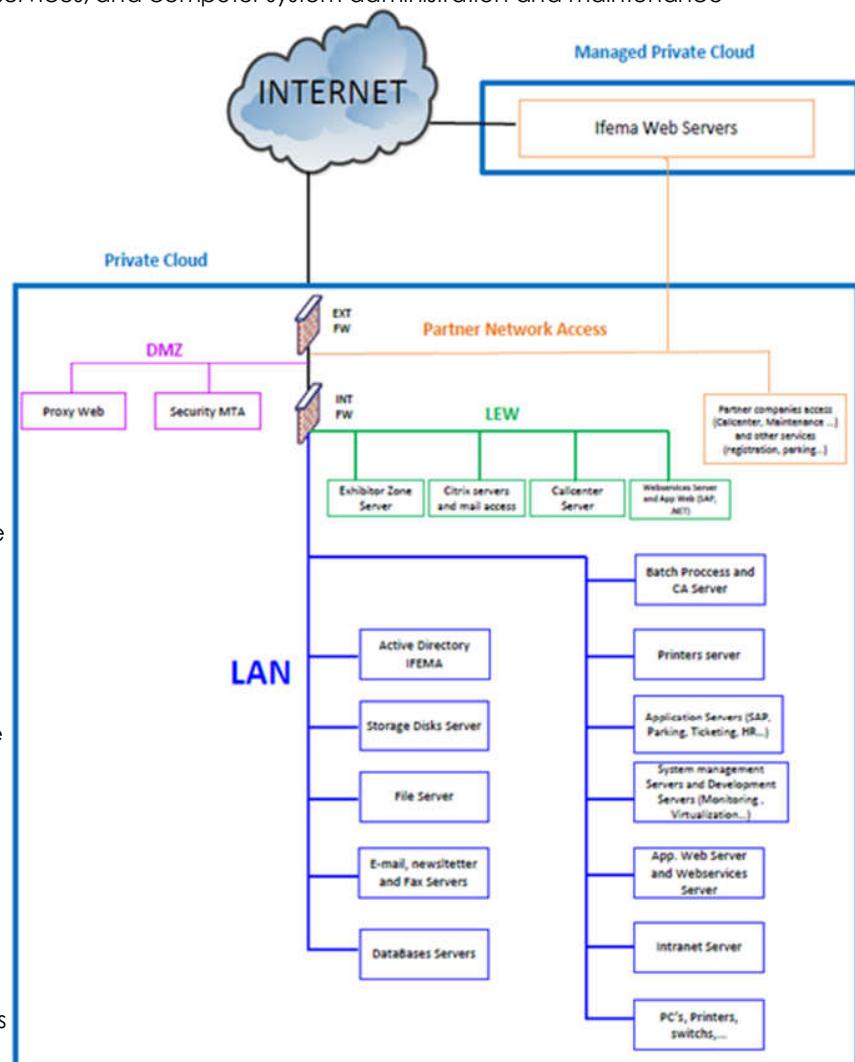 services, and computer system administration and maintenance
Managed Private Cloud
INTERNET
Ifema Web Servers
Private Cloud
EXT
FW
Partner Network Access
DMZ
Proxy Web
Security MTA
INT
FW
LEW
Partner companies access
(Callcenter, Maintenance ...)
and other services
(registration, parking...)
Exhibitor Zone
Server
Citrix servers
and mail access
Callcenter
Server
Webservices Server
and App Web (SAP,
.NET)
Batch Proccess and
CA Server
LAN
Active Directory
IFEMA
Printers server
Storage Disks Server
Application Servers (SAP,
Parking, Ticketing, HR...)
File Server
System management
Servers and Development
Servers (Monitoring .
Virtualization...)
E-mail, newsltetter
and Fax Servers
App. Web Server
and Webservices
Server
DataBases Servers
Intranet Server
PC's, Printers,
switchs,...